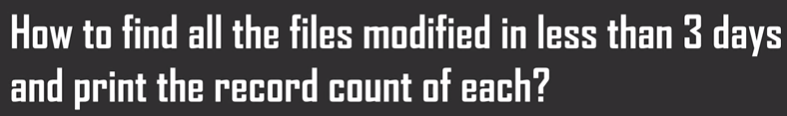 How to find all the files modified in less than 3 days
and print the record count of each?